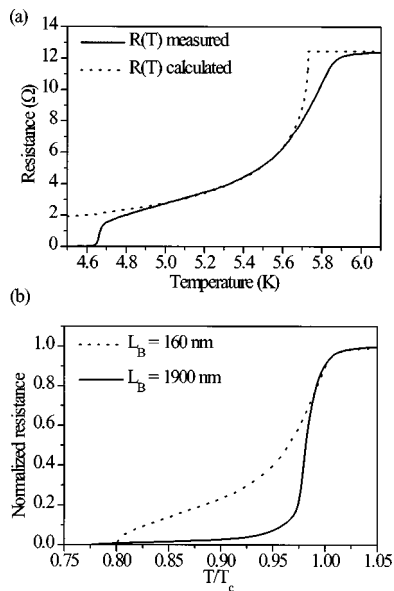 (a)
R(T) measured
R(T) calculated
Resistance (Ω)
14
12
10
8
6
4
2
0
4.6 4.8 5.0 5.2 5.4 5.6 5.8 6.0
Temperature (K)
(b)
L_B = 160 nm
L_B = 1900 nm
Normalized resistance
1.0
0.8
0.6
0.4
0.2
0.0
0.75 0.80 0.85 0.90 0.95 1.00 1.05
T/T_c